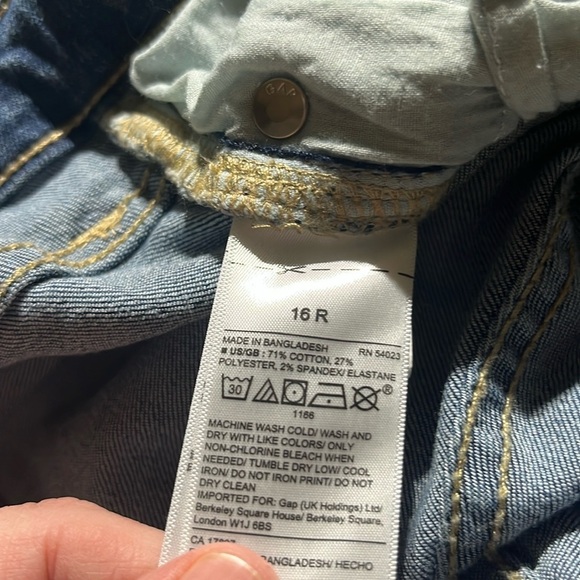 GAP
16 R
MADE IN BANGLADESH RN 54023
■ US/GB : 71% COTTON, 27%
POLYESTER, 2% SPANDEX/ ELASTANE
30 ®
1166
MACHINE WASH COLD/ WASH AND
DRY WITH LIKE COLORS/ ONLY
NON-CHLORINE BLEACH WHEN
NEEDED/ TUMBLE DRY LOW/ COOL
IRON/ DO NOT IRON PRINT/ DO NOT
DRY CLEAN
IMPORTED FOR: Gap (UK Holdings) Ltd/
Berkeley Square House/ Berkeley Square,
London W1J 6BS
CA
BANGLADESH/ HECHO